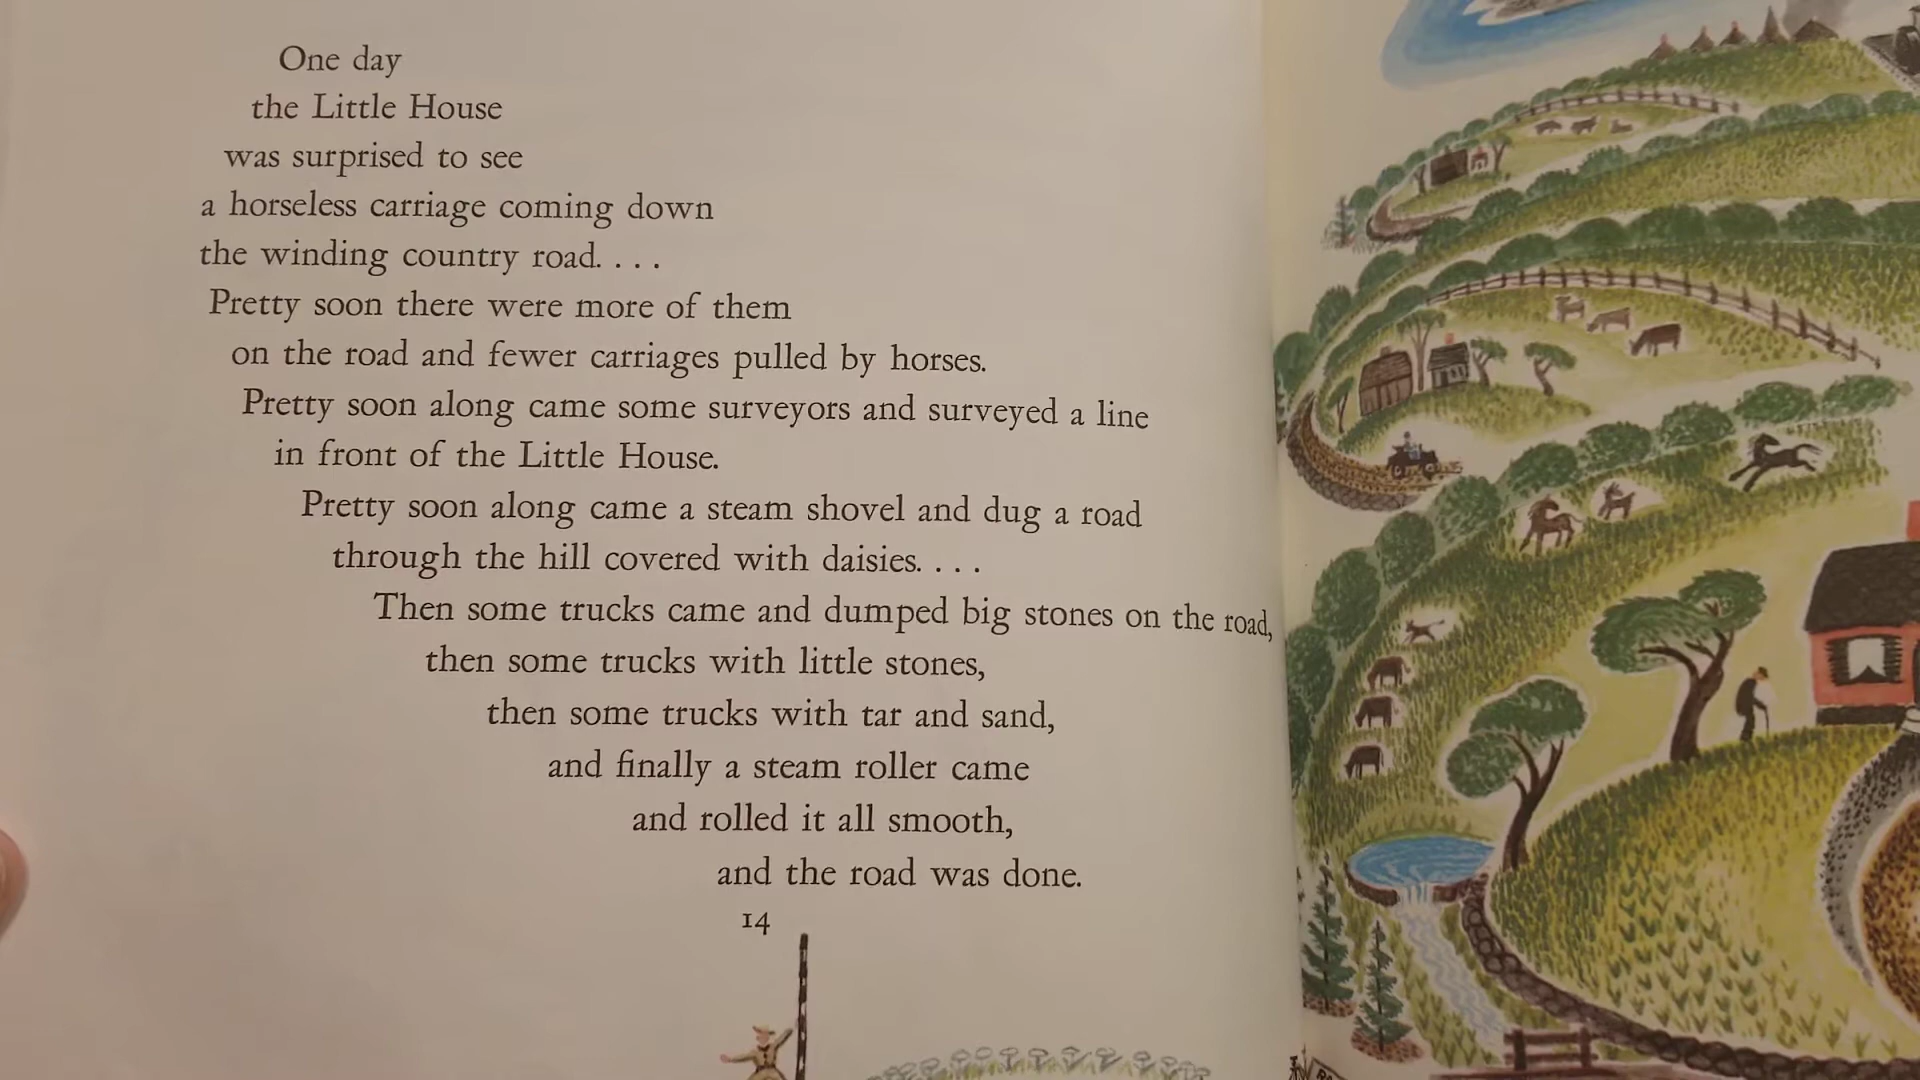 One day
the Little House
was surprised to see
a horseless carriage coming down
the winding country road. . . .
Pretty soon there were more of them
on the road and fewer carriages pulled by horses.
Pretty soon along came some surveyors and surveyed a line
in front of the Little House.
Pretty soon along came a steam shovel and dug a road
through the hill covered with daisies. . . .
Then some trucks came and dumped big stones on the road,
then some trucks with little stones,
then some trucks with tar and sand,
and finally a steam roller came
and rolled it all smooth,
and the road was done.
14